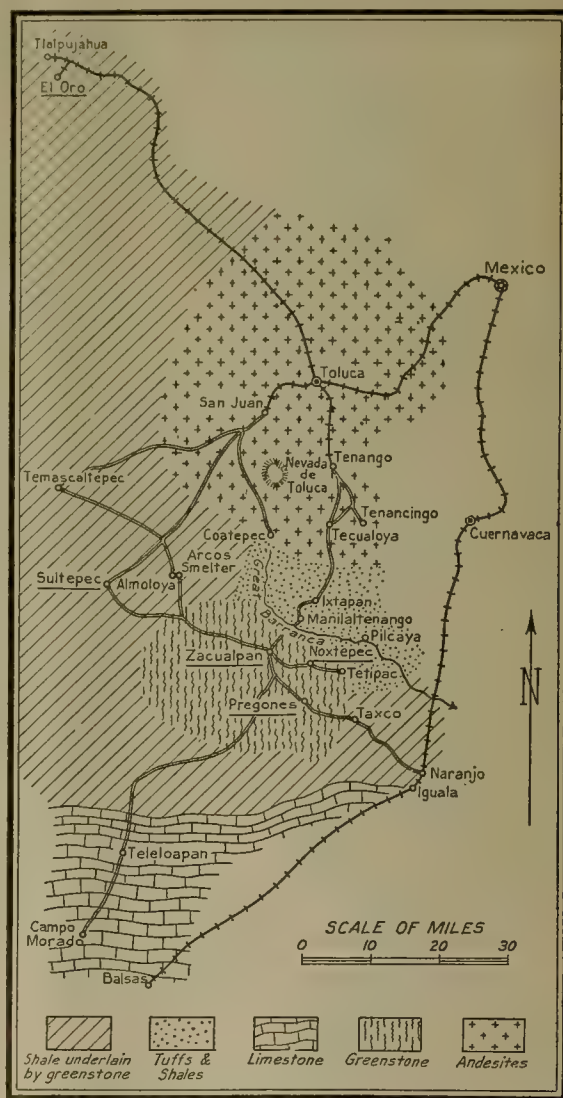 Tlalpujahua
El Oro
Mexico
Toluca
San Juan
Nevada
de
Toluca
Tenango
Temascaltepec
Tenancingo
Coatepec
Tecualoya
Cuernavaca
Arcos
Smelter
Sultepec
Almoloya
Great
Barranca
Ixtapan
Manilaltenango
Pilcaya
Zacualpan
Noxtepec
Tetipac
N
Pregones
Taxco
Naranjo
Iguala
Teleloapan
Campo
Morado
Balsas
SCALE OF MILES
0 10 20 30
Shale underlain
by greenstone
Tuffs &
Shales
Limestone
Greenstone
Andesites